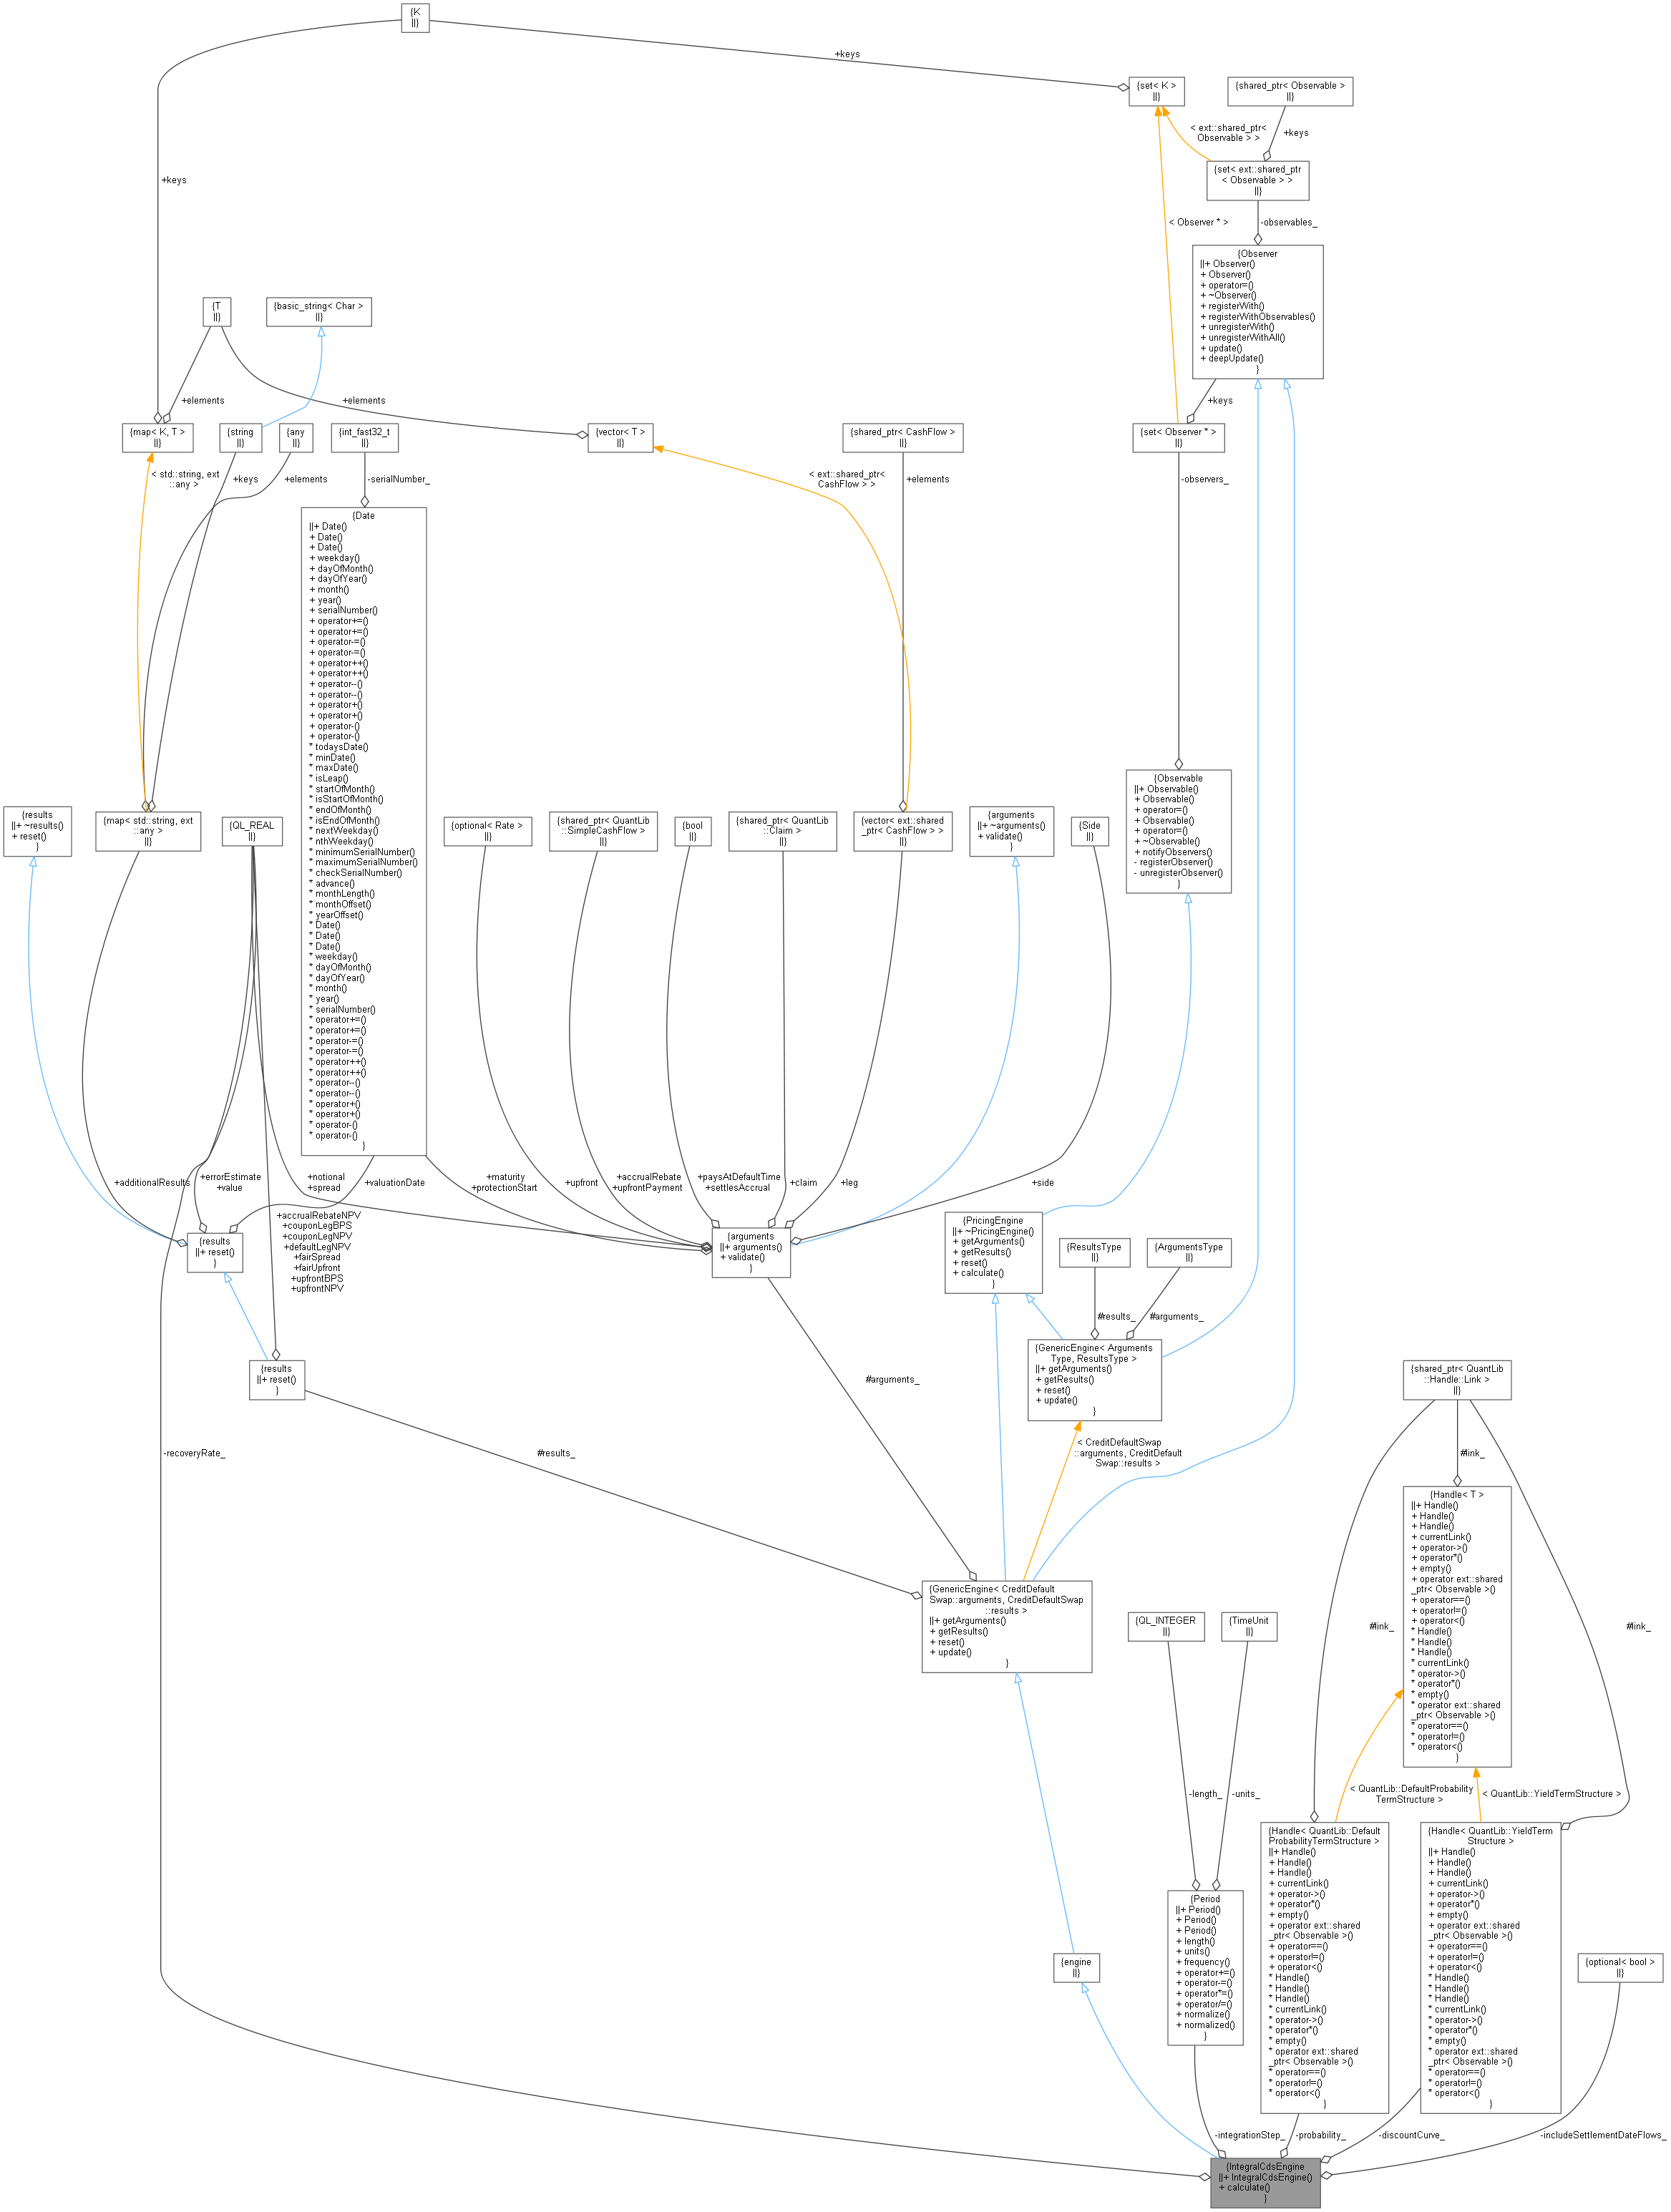 {K
||}
+keys
{set< K >
||}
{shared_ptr< Observable >
||}
< ext::shared_ptr<
Observable > >
+keys
{set< ext::shared_ptr
< Observable > >
||}
+keys
< Observer * >
-observables_
{Observer
||+ Observer()
+ Observer()
+ operator=()
+ ~Observer()
+ registerWith()
+ registerWithObservables()
+ unregisterWith()
+ unregisterWithAll()
+ update()
+ deepUpdate()
}
{T
||}
{basic_string< Char >
||}
+elements
+elements
+keys
{map< K, T >
||}
{string
||}
{any
||}
{int_fast32_t
||}
{vector< T >
||}
{shared_ptr< CashFlow >
||}
{set< Observer * >
||}
< std::string, ext
::any >
+keys
+elements
-serialNumber_
< ext::shared_ptr<
CashFlow > >
+elements
-observers_
{Date
||+ Date()
+ Date()
+ Date()
+ weekday()
+ dayOfMonth()
+ dayOfYear()
+ month()
+ year()
+ serialNumber()
+ operator+=()
+ operator+=()
+ operator-=()
+ operator-=()
+ operator++()
+ operator++()
+ operator--()
+ operator--()
+ operator+()
+ operator+()
+ operator-()
+ operator-()
* todaysDate()
* minDate()
* maxDate()
* isLeap()
* startOfMonth()
* isStartOfMonth()
* endOfMonth()
* isEndOfMonth()
* nextWeekday()
* nthWeekday()
* minimumSerialNumber()
* maximumSerialNumber()
* checkSerialNumber()
* advance()
* monthLength()
* monthOffset()
* yearOffset()
* Date()
* Date()
* Date()
* weekday()
* dayOfMonth()
* dayOfYear()
* month()
* year()
* serialNumber()
* operator+=()
* operator+=()
* operator-=()
* operator-=()
* operator++()
* operator++()
* operator--()
* operator--()
* operator+()
* operator+()
* operator-()
* operator-()
}
{Observable
||+ Observable()
+ Observable()
+ operator=()
+ Observable()
+ operator=()
+ ~Observable()
+ notifyObservers()
- registerObserver()
- unregisterObserver()
}
{results
||+ ~results()
+ reset()
}
{map< std::string, ext
::any >
||}
{QL_REAL
||}
{optional< Rate >
||}
{shared_ptr< QuantLib
::SimpleCashFlow >
||}
{bool
||}
{shared_ptr< QuantLib
::Claim >
||}
{vector< ext::shared
_ptr< CashFlow > >
||}
{arguments
||+ ~arguments()
+ validate()
}
{Side
||}
+additionalResults
+errorEstimate
+value
+notional
+spread
+valuationDate
+maturity
+protectionStart
+upfront
+accrualRebate
+upfrontPayment
+paysAtDefaultTime
+settlesAccrual
+claim
+leg
+side
+accrualRebateNPV
+couponLegBPS
+couponLegNPV
+defaultLegNPV
+fairSpread
+fairUpfront
+upfrontBPS
+upfrontNPV
{results
||+ reset()
}
{arguments
||+ arguments()
+ validate()
}
{PricingEngine
||+ ~PricingEngine()
+ getArguments()
+ getResults()
+ reset()
+ calculate()
}
{ResultsType
||}
{ArgumentsType
||}
#results_
#arguments_
{GenericEngine< Arguments
Type, ResultsType >
||+ getArguments()
+ getResults()
+ reset()
+ update()
}
{results
||+ reset()
}
#arguments_
{shared_ptr< QuantLib
::Handle::Link >
||}
-recoveryRate_
#results_
< CreditDefaultSwap
::arguments, CreditDefault
Swap::results >
#link_
{Handle< T >
||+ Handle()
+ Handle()
+ Handle()
+ currentLink()
+ operator->()
+ operator*()
+ empty()
+ operator ext::shared
_ptr< Observable >()
+ operator==()
+ operator!=()
+ operator<()
* Handle()
* Handle()
* Handle()
* currentLink()
* operator->()
* operator*()
* empty()
* operator ext::shared
_ptr< Observable >()
* operator==()
* operator!=()
* operator<()
}
{GenericEngine< CreditDefault
Swap::arguments, CreditDefaultSwap
::results >
||+ getArguments()
+ getResults()
+ reset()
+ update()
}
{QL_INTEGER
||}
{TimeUnit
||}
#link_
#link_
-length_
-units_
< QuantLib::DefaultProbability
TermStructure >
< QuantLib::YieldTermStructure >
{Handle< QuantLib::Default
ProbabilityTermStructure >
||+ Handle()
+ Handle()
+ Handle()
+ currentLink()
+ operator->()
+ operator*()
+ empty()
+ operator ext::shared
_ptr< Observable >()
+ operator==()
+ operator!=()
+ operator<()
* Handle()
* Handle()
* Handle()
* currentLink()
* operator->()
* operator*()
* empty()
* operator ext::shared
_ptr< Observable >()
* operator==()
* operator!=()
* operator<()
}
{Handle< QuantLib::YieldTerm
Structure >
||+ Handle()
+ Handle()
+ Handle()
+ currentLink()
+ operator->()
+ operator*()
+ empty()
+ operator ext::shared
_ptr< Observable >()
+ operator==()
+ operator!=()
+ operator<()
* Handle()
* Handle()
* Handle()
* currentLink()
* operator->()
* operator*()
* empty()
* operator ext::shared
_ptr< Observable >()
* operator==()
* operator!=()
* operator<()
}
{Period
||+ Period()
+ Period()
+ Period()
+ length()
+ units()
+ frequency()
+ operator+=()
+ operator-=()
+ operator*=()
+ operator/=()
+ normalize()
+ normalized()
}
{engine
||}
{optional< bool >
||}
-integrationStep_
-probability_
-discountCurve_
-includeSettlementDateFlows_
{IntegralCdsEngine
||+ IntegralCdsEngine()
+ calculate()
}